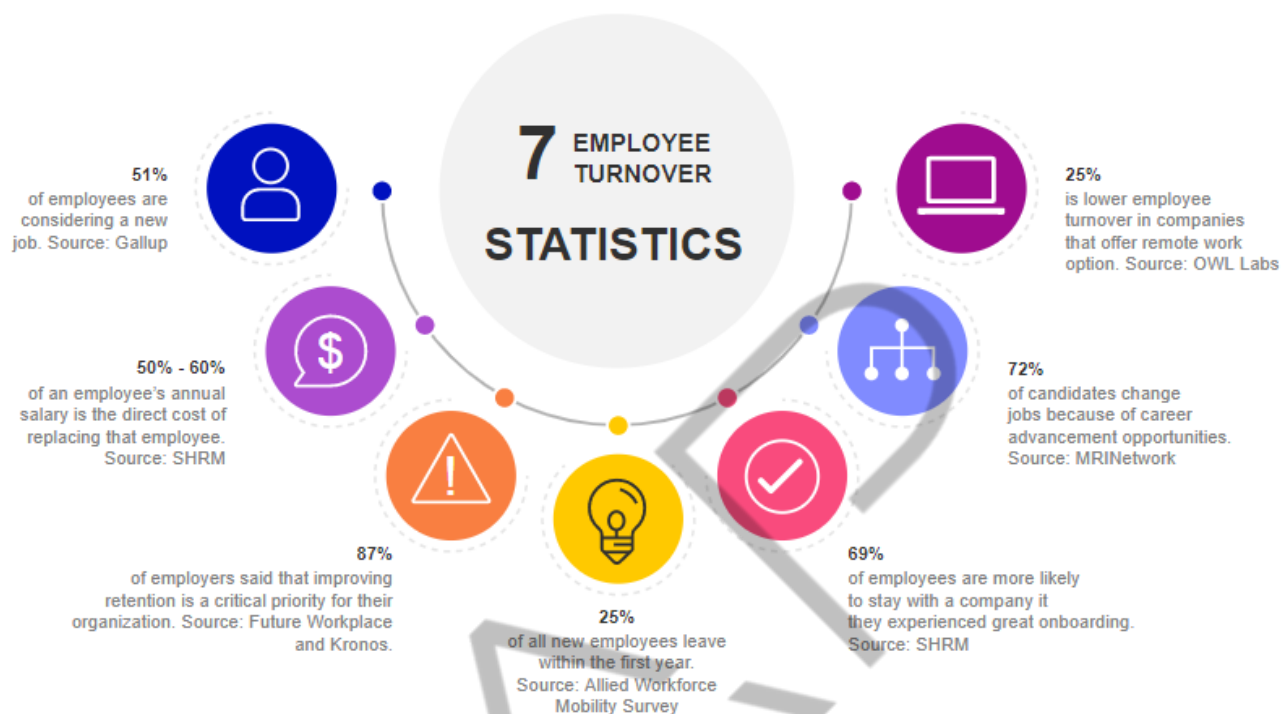 7 EMPLOYEE
TURNOVER
STATISTICS
51%
of employees are
considering a new
job. Source: Gallup
50% - 60%
of an employee’s annual
salary is the direct cost of
replacing that employee.
Source: SHRM
$
87%
of employers said that improving
retention is a critical priority for their
organization. Source: Future Workplace
and Kronos.
!
25%
of all new employees leave
within the first year.
Source: Allied Workforce
Mobility Survey
69%
of employees are more likely
to stay with a company it
they experienced great onboarding.
Source: SHRM
72%
of candidates change
jobs because of career
advancement opportunities.
Source: MRINetwork
25%
is lower employee
turnover in companies
that offer remote work
option. Source: OWL Labs